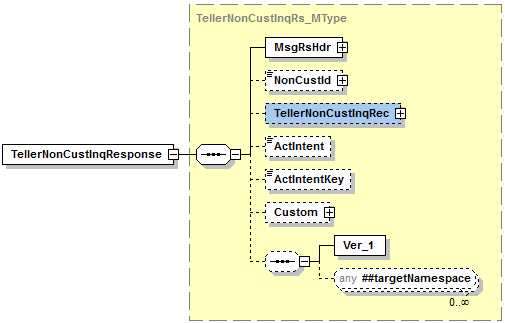 TellerNonCustInqRs_MType
MsgRsHdr
NonCustId
TellerNonCustInqRec
TellerNonCustInqResponse
ActIntent
ActIntentKey
Custom
Ver_1
any ##targetNamespace
0..∞